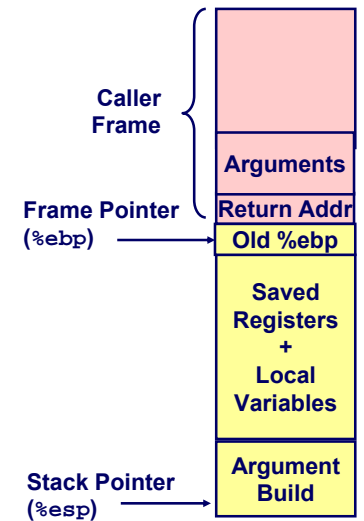 Caller
Frame
Arguments
Return Addr
Frame Pointer
(%ebp)
Old %ebp
Saved
Registers
+
Local
Variables
Argument
Build
Stack Pointer
(%esp)